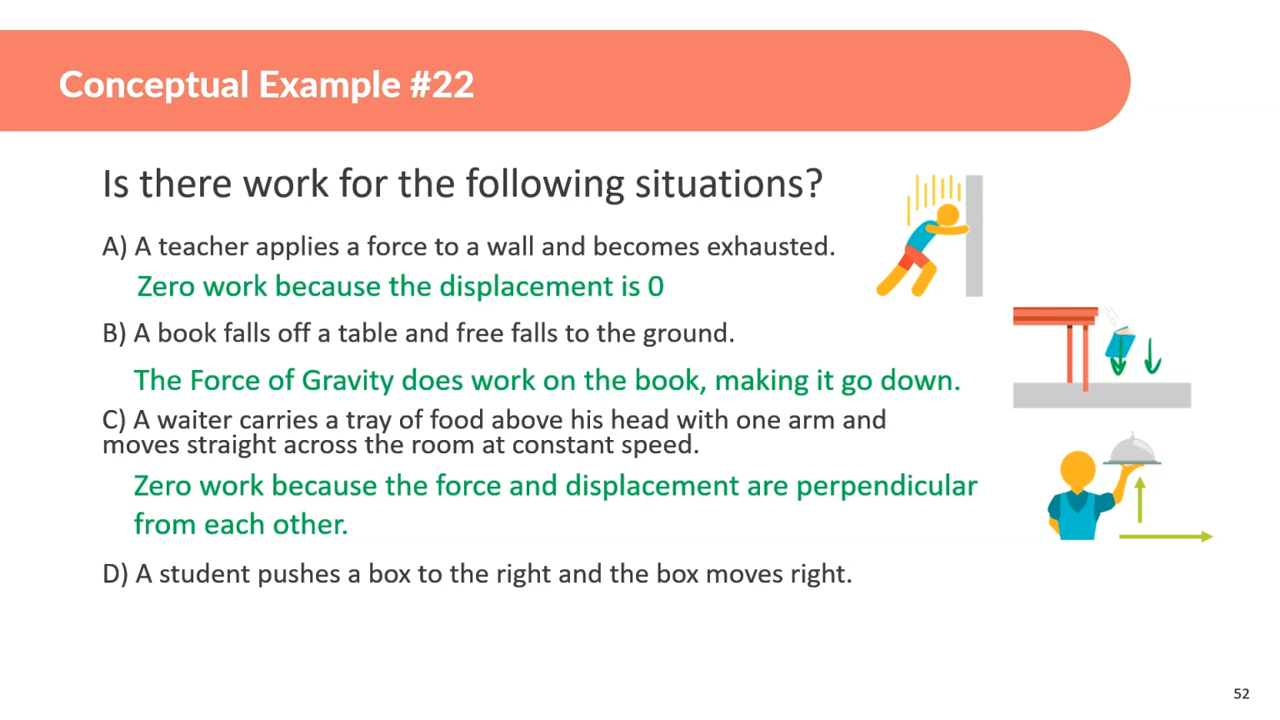 Conceptual Example #22
Is there work for the following situations?
A) A teacher applies a force to a wall and becomes exhausted.
Zero work because the displacement is 0
B) A book falls off a table and free falls to the ground.
The Force of Gravity does work on the book, making it go down.
C) A waiter carries a tray of food above his head with one arm and
moves straight across the room at constant speed.
Zero work because the force and displacement are perpendicular
from each other.
D) A student pushes a box to the right and the box moves right.
52